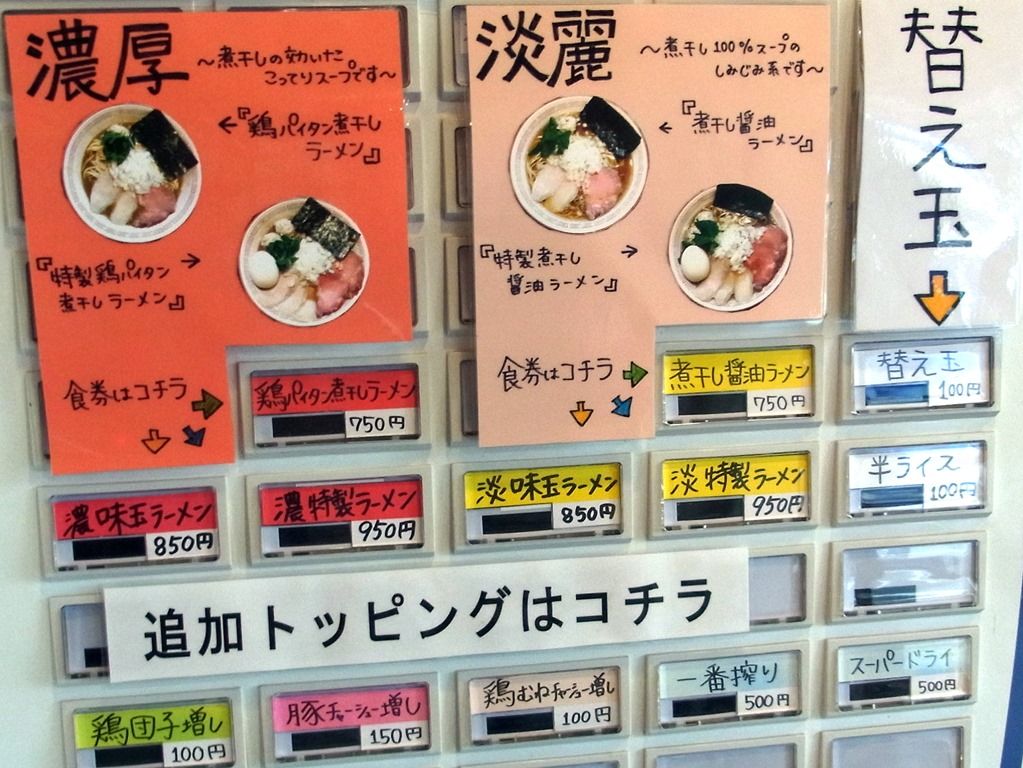 濃厚
～煮干しの効いた
こってりスープです～
←『鶏パイタン煮干し
ラーメン』
『特製鶏パイタン →
煮干しラーメン』
食券はコチラ
淡麗
～煮干し100%スープの
しみじみ系です～
← 『煮干し醤油
ラーメン』
『特製煮干し →
醤油ラーメン』
食券はコチラ
替え玉
鶏パイタン煮干しラーメン
750円
煮干し醤油ラーメン
750円
替え玉
100円
濃味玉ラーメン
850円
濃特製ラーメン
950円
淡味玉ラーメン
850円
淡特製ラーメン
950円
半ライス
100円
追加トッピングはコチラ
鶏団子増し
100円
豚チャーシュー増し
150円
鶏むねチャーシュー増し
100円
一番搾り
500円
スーパードライ
500円